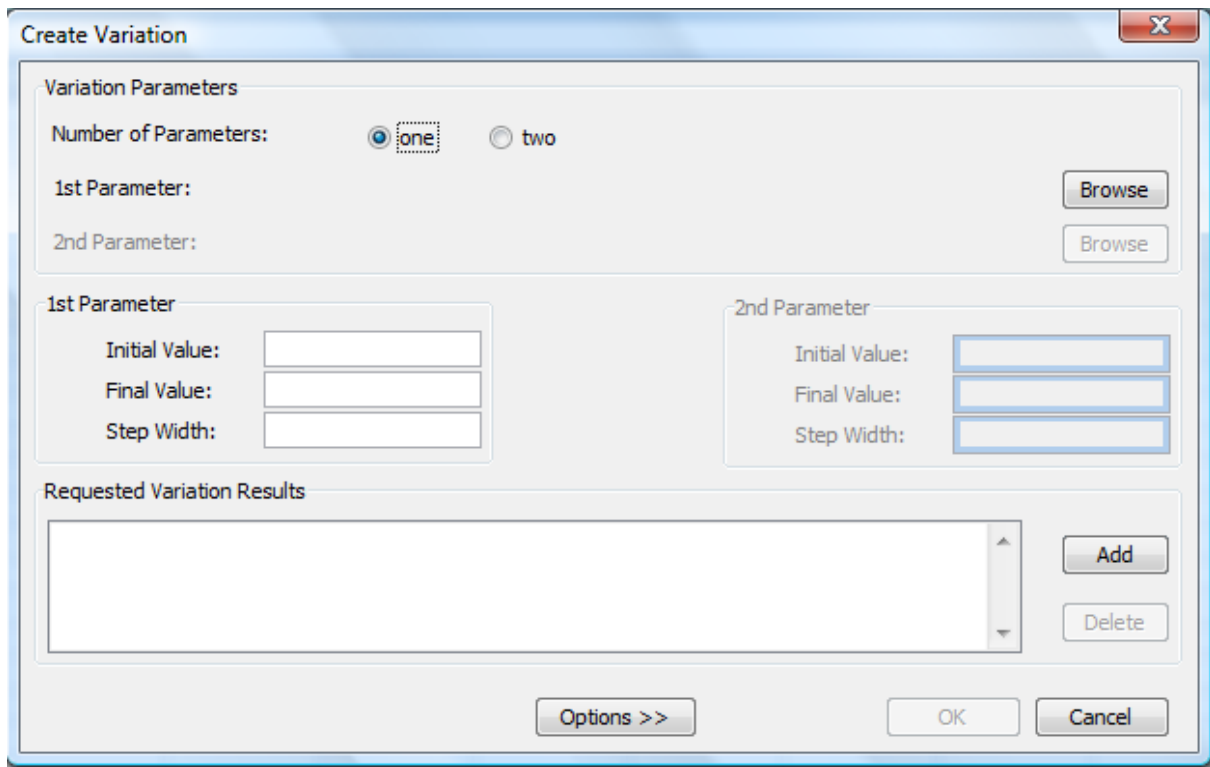 Create Variation
Variation Parameters
Number of Parameters: one two
1st Parameter: Browse
2nd Parameter: Browse
1st Parameter
Initial Value:
Final Value:
Step Width:
2nd Parameter
Initial Value:
Final Value:
Step Width:
Requested Variation Results
Add
Delete
Options >> OK Cancel